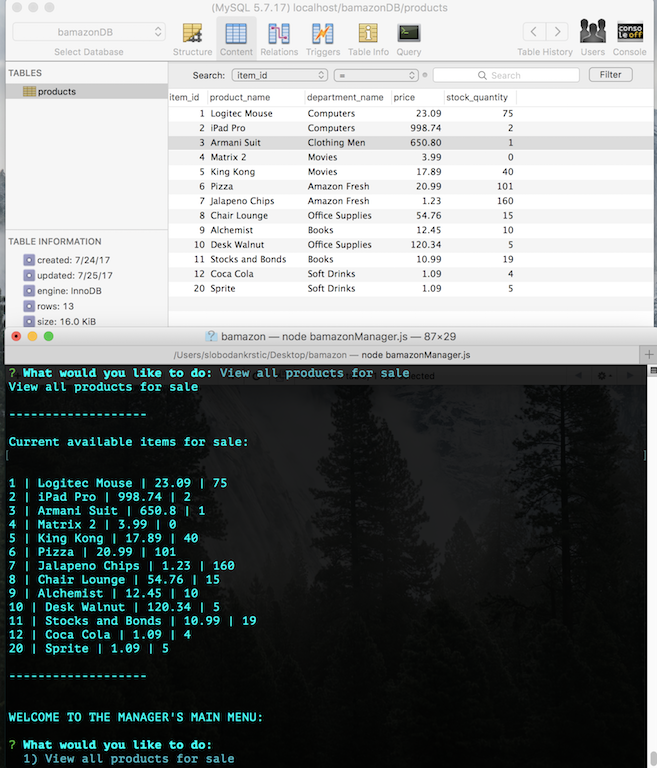 (MySQL 5.7.17) localhost/bamazonDB/products
bamazonDB
Select Database Structure Content Relations Triggers Table Info Query Table History Users Console
console off
TABLES
products
Search: item_id = Search Filter
item_id product_name department_name price stock_quantity
1 Logitec Mouse Computers 23.09 75
2 iPad Pro Computers 998.74 2
3 Armani Suit Clothing Men 650.80 1
4 Matrix 2 Movies 3.99 0
5 King Kong Movies 17.89 40
6 Pizza Amazon Fresh 20.99 101
7 Jalapeno Chips Amazon Fresh 1.23 160
8 Chair Lounge Office Supplies 54.76 15
9 Alchemist Books 12.45 10
10 Desk Walnut Office Supplies 120.34 5
11 Stocks and Bonds Books 10.99 19
12 Coca Cola Soft Drinks 1.09 4
20 Sprite Soft Drinks 1.09 5
TABLE INFORMATION
created: 7/24/17
updated: 7/25/17
engine: InnoDB
rows: 13
size: 16.0 KiB
bamazon — node bamazonManager.js — 87×29
/Users/slobodankrstic/Desktop/bamazon — node bamazonManager.js
? What would you like to do: View all products for sale
View all products for sale
-------------------
Current available items for sale:
1 | Logitec Mouse | 23.09 | 75
2 | iPad Pro | 998.74 | 2
3 | Armani Suit | 650.8 | 1
4 | Matrix 2 | 3.99 | 0
5 | King Kong | 17.89 | 40
6 | Pizza | 20.99 | 101
7 | Jalapeno Chips | 1.23 | 160
8 | Chair Lounge | 54.76 | 15
9 | Alchemist | 12.45 | 10
10 | Desk Walnut | 120.34 | 5
11 | Stocks and Bonds | 10.99 | 19
12 | Coca Cola | 1.09 | 4
20 | Sprite | 1.09 | 5
-------------------
WELCOME TO THE MANAGER'S MAIN MENU:
? What would you like to do:
1) View all products for sale